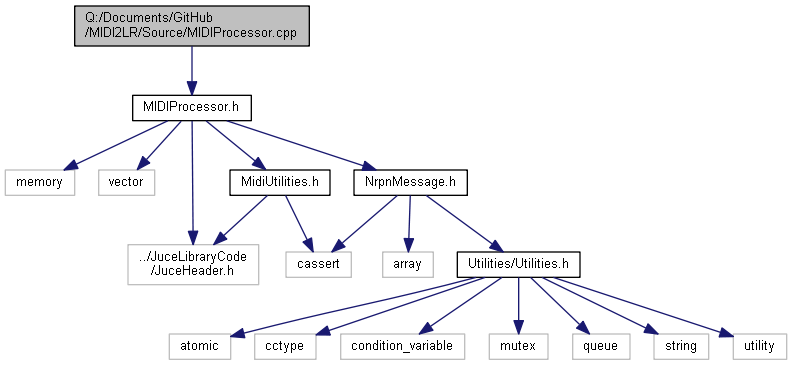 Q:/Documents/GitHub
/MIDI2LR/Source/MIDIProcessor.cpp
MIDIProcessor.h
memory
vector
MidiUtilities.h
NrpnMessage.h
../JuceLibraryCode
/JuceHeader.h
cassert
array
Utilities/Utilities.h
atomic
cctype
condition_variable
mutex
queue
string
utility